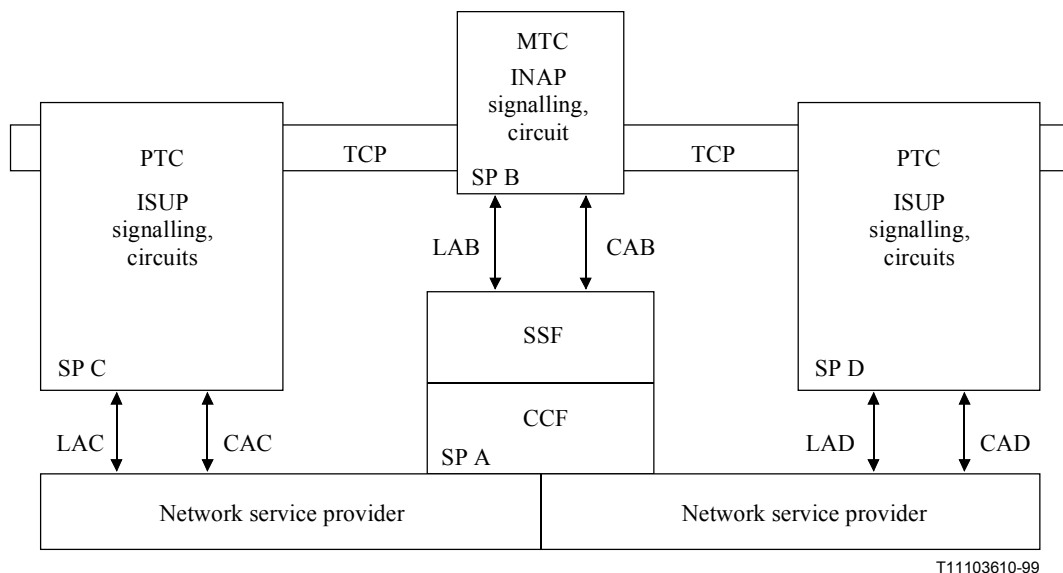 MTC
INAP
signalling,
circuit
SP B
TCP
TCP
PTC
ISUP
signalling,
circuits
SP C
PTC
ISUP
signalling,
circuits
SP D
LAB
CAB
SSF
CCF
SP A
LAC
CAC
LAD
CAD
Network service provider
Network service provider
T11103610-99